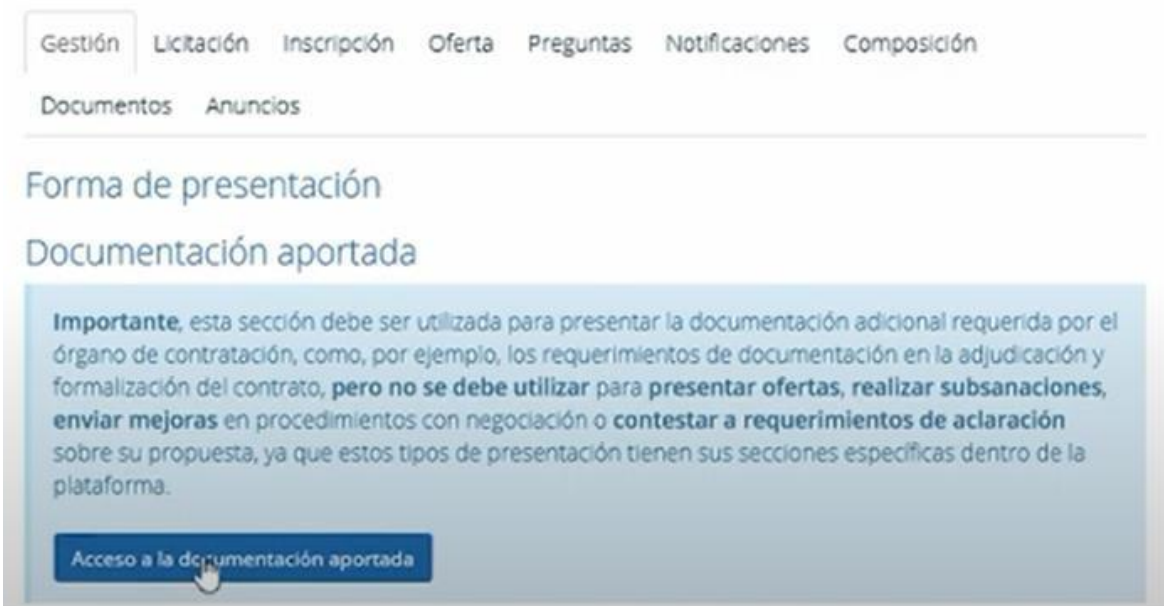 Gestión Licitación Inscripción Oferta Preguntas Notificaciones Composición
Documentos Anuncios
Forma de presentación
Documentación aportada
Importante, esta sección debe ser utilizada para presentar la documentación adicional requerida por el
órgano de contratación, como, por ejemplo, los requerimientos de documentación en la adjudicación y
formalización del contrato, pero no se debe utilizar para presentar ofertas, realizar subsanaciones,
enviar mejoras en procedimientos con negociación o contestar a requerimientos de aclaración
sobre su propuesta, ya que estos tipos de presentación tienen sus secciones específicas dentro de la
plataforma.
Acceso a la documentación aportada